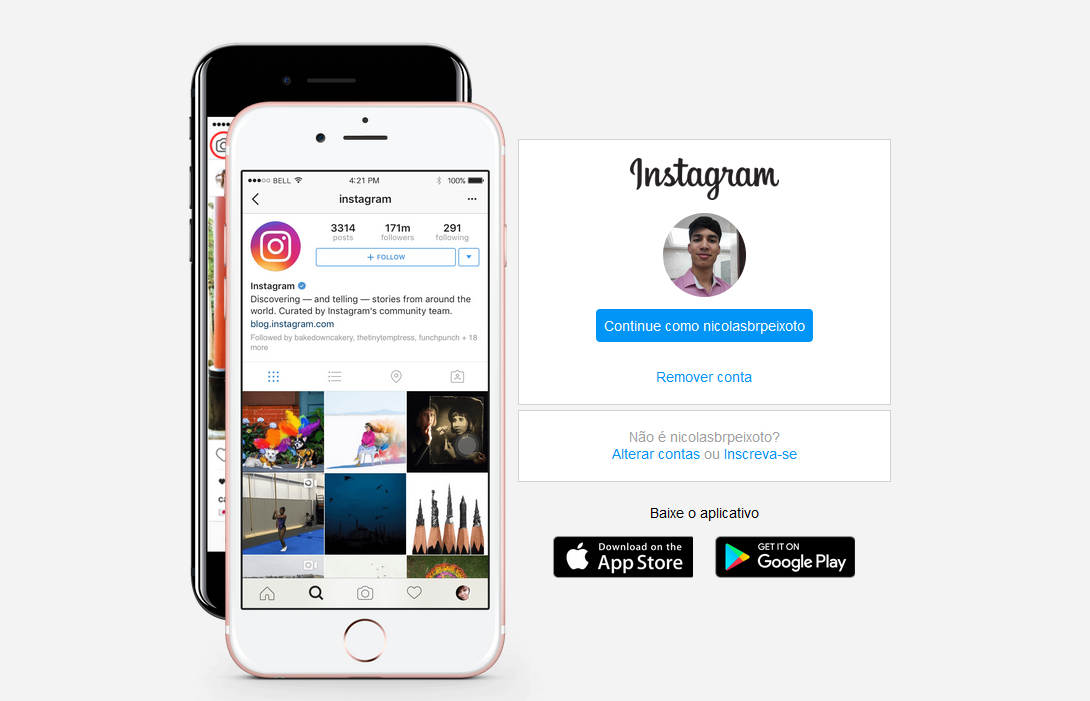 BELL
4:21 PM
100%
instagram
3314
171m
291
posts
followers
following
+ FOLLOW
Instagram
Discovering — and telling — stories from around the
world. Curated by Instagram's community team.
blog.instagram.com
Followed by bakedowncakery, thetinytemptress, funchpunch + 18
more
Instagram
Continue como nicolasbrpeixoto
Remover conta
Não é nicolasbrpeixoto?
Alterar contas ou Inscreva-se
Baixe o aplicativo
Download on the
App Store
GET IT ON
Google Play